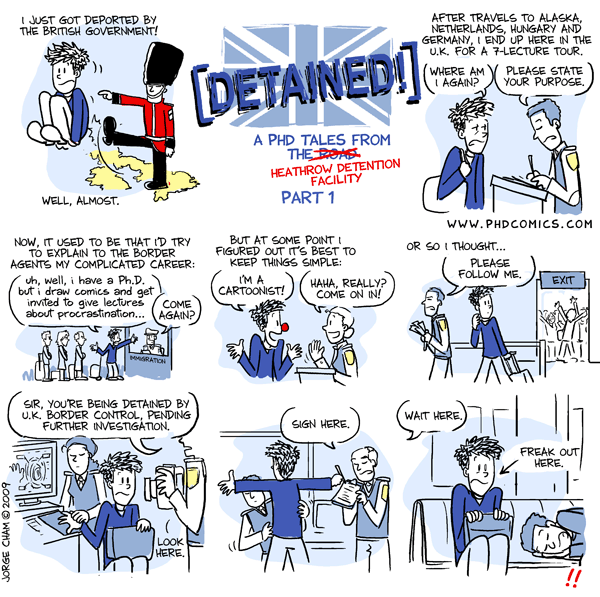 I JUST GOT DEPORTED BY
THE BRITISH GOVERNMENT!
WELL, ALMOST.
[DETAINED!]
A PHD TALES FROM
THE ROAD
HEATHROW DETENTION
FACILITY
PART 1
AFTER TRAVELS TO ALASKA,
NETHERLANDS, HUNGARY AND
GERMANY, I END UP HERE IN THE
U.K. FOR A 7-LECTURE TOUR.
WHERE AM
I AGAIN?
PLEASE STATE
YOUR PURPOSE.
WWW.PHDCOMICS.COM
NOW, IT USED TO BE THAT I'D TRY
TO EXPLAIN TO THE BORDER
AGENTS MY COMPLICATED CAREER:
uh, well, i have a Ph.D.
but i draw comics and get
invited to give lectures
about procrastination...
COME
AGAIN?
IMMIGRATION
BUT AT SOME POINT I
FIGURED OUT IT'S BEST TO
KEEP THINGS SIMPLE:
I'M A
CARTOONIST!
HAHA, REALLY?
COME ON IN!
OR SO I THOUGHT...
PLEASE
FOLLOW ME.
EXIT
SIR, YOU'RE BEING DETAINED BY
U.K. BORDER CONTROL, PENDING
FURTHER INVESTIGATION.
LOOK
HERE.
SIGN HERE.
WAIT HERE.
FREAK OUT
HERE.
!!
JORGE CHAM © 2009